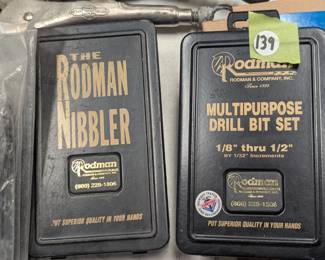 THE
RODMAN
NIBBLER
Rodman
(800) 228-1506
PUT SUPERIOR QUALITY IN YOUR HANDS
139
Rodman
RODMAN & COMPANY, INC.
MULTIPURPOSE
DRILL BIT SET
1/8" thru 1/2"
BY 1/32" Increments
Rodman
(800) 228-1506
PUT SUPERIOR QUALITY IN YOUR HANDS